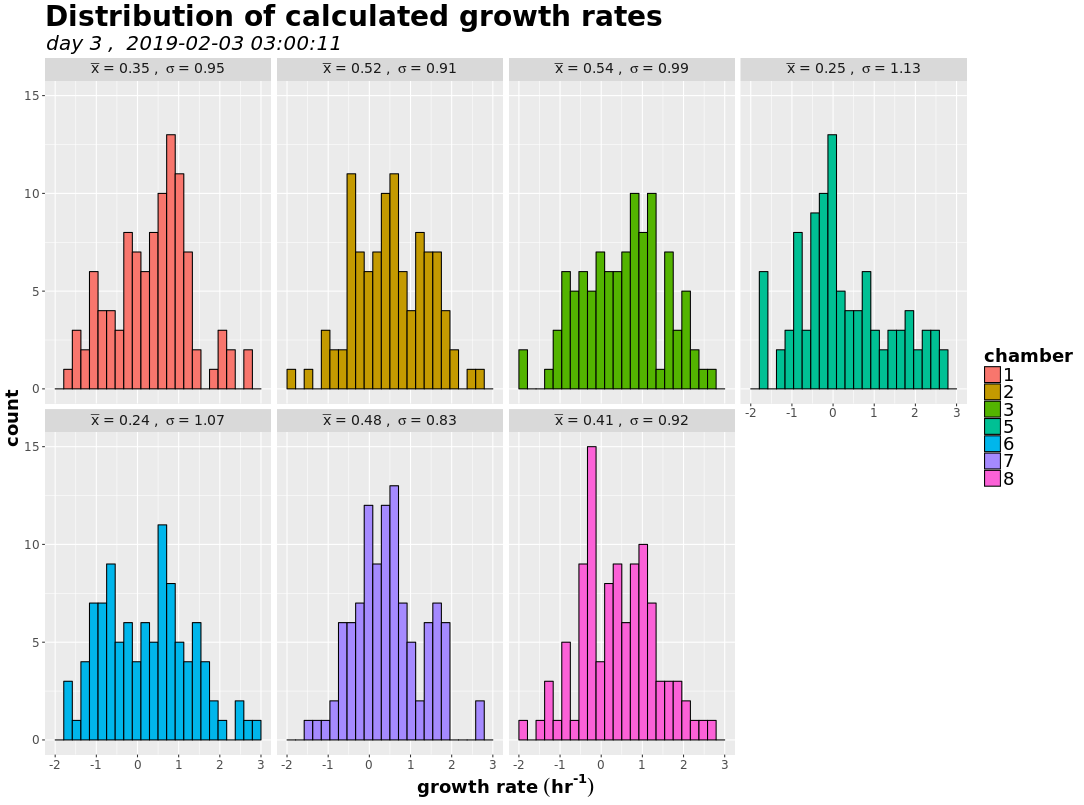 Distribution of calculated growth rates
day 3 ,  2019-02-03 03:00:11
x̅ = 0.35 ,  σ = 0.95
x̅ = 0.52 ,  σ = 0.91
x̅ = 0.54 ,  σ = 0.99
x̅ = 0.25 ,  σ = 1.13
15
10
5
0
-2 -1 0 1 2 3
x̅ = 0.24 ,  σ = 1.07
x̅ = 0.48 ,  σ = 0.83
x̅ = 0.41 ,  σ = 0.92
15
10
5
0
-2 -1 0 1 2 3
-2 -1 0 1 2 3
-2 -1 0 1 2 3
count
growth rate (hr⁻¹)
chamber
1
2
3
5
6
7
8